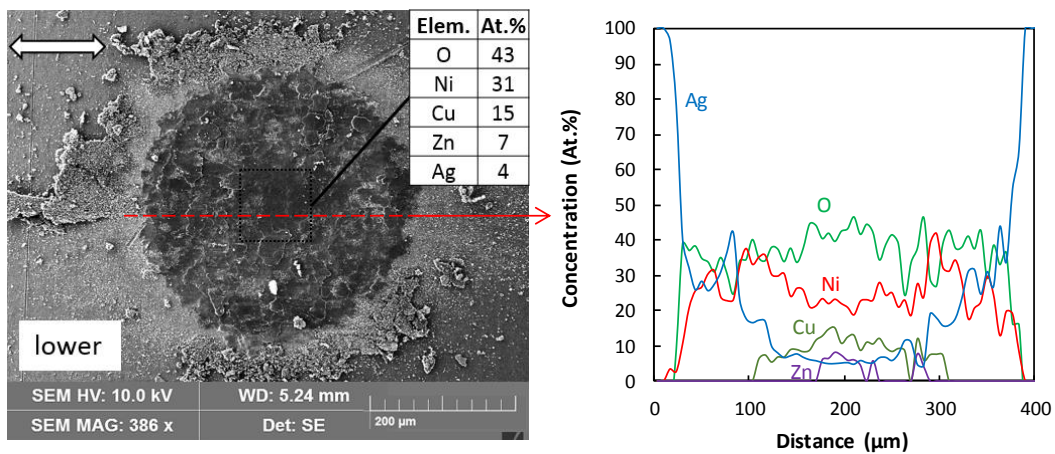 Elem. At.%
O 43
Ni 31
Cu 15
Zn 7
Ag 4
lower
SEM HV: 10.0 kV WD: 5.24 mm
SEM MAG: 386 x Det: SE 200 µm
100
90
80
70
60
50
40
30
20
10
0
Concentration (At.%)
Ag
O
Ni
Cu
Zn
0 100 200 300 400
Distance (µm)